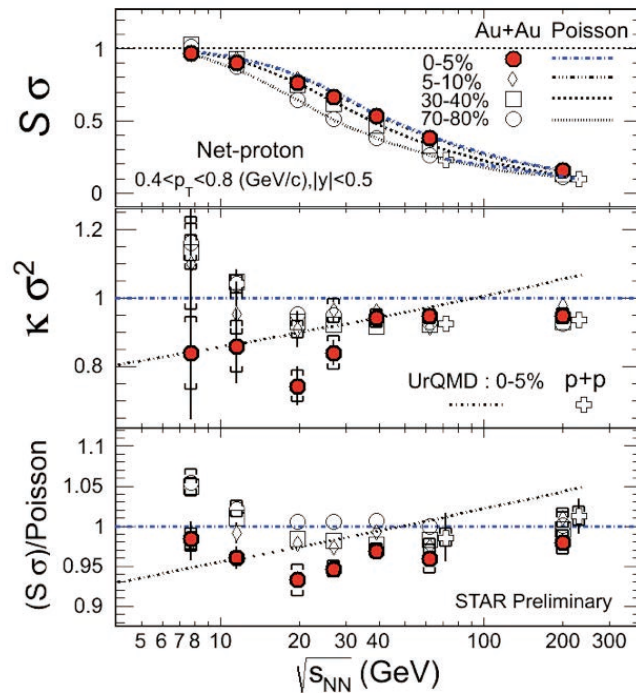 Au+Au Poisson
0-5%
5-10%
30-40%
70-80%
Net-proton
0.4<p_T<0.8 (GeV/c),|y|<0.5
S σ
1
0.5
0
κ σ²
1.2
1
0.8
UrQMD : 0-5% p+p
(S σ)/Poisson
1.1
1.05
1
0.95
0.9
STAR Preliminary
4 5 6 7 8 10 20 30 40 100 200 300
√s_NN (GeV)